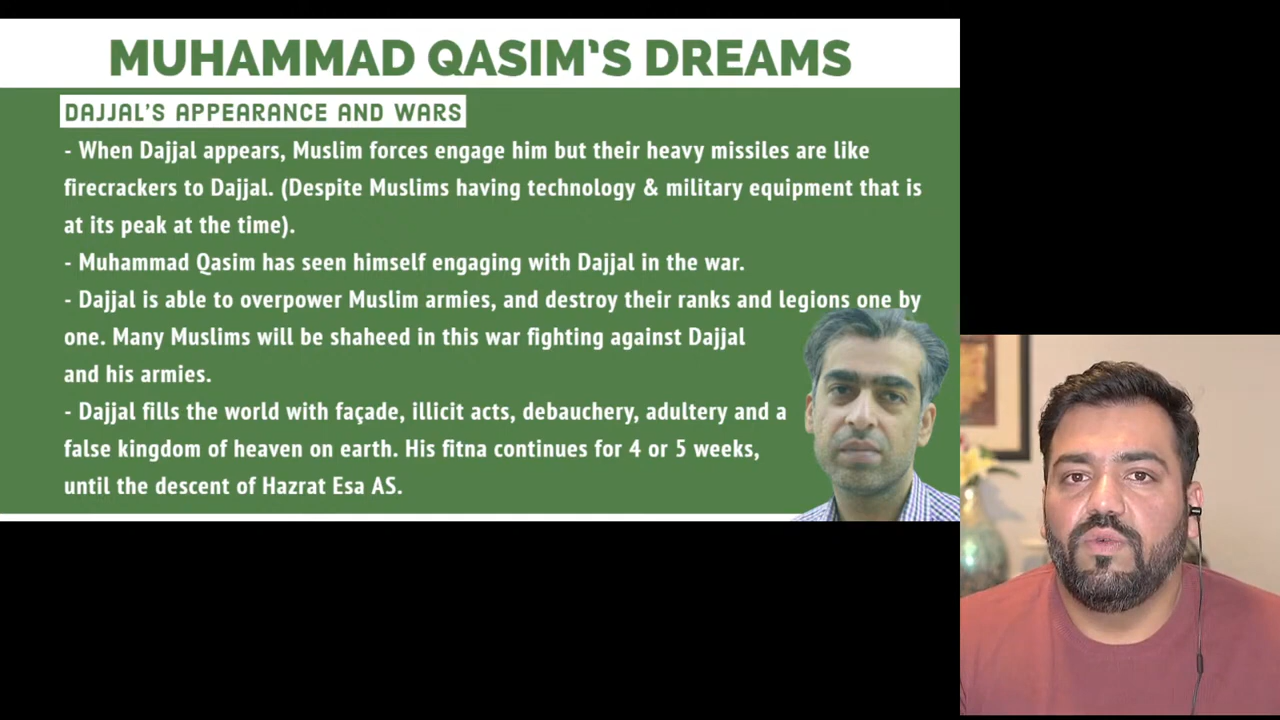 MUHAMMAD QASIM'S DREAMS
DAJJAL'S APPEARANCE AND WARS
- When Dajjal appears, Muslim forces engage him but their heavy missiles are like
firecrackers to Dajjal. (Despite Muslims having technology & military equipment that is
at its peak at the time).
- Muhammad Qasim has seen himself engaging with Dajjal in the war.
- Dajjal is able to overpower Muslim armies, and destroy their ranks and legions one by
one. Many Muslims will be shaheed in this war fighting against Dajjal
and his armies.
- Dajjal fills the world with façade, illicit acts, debauchery, adultery and a
false kingdom of heaven on earth. His fitna continues for 4 or 5 weeks,
until the descent of Hazrat Esa AS.